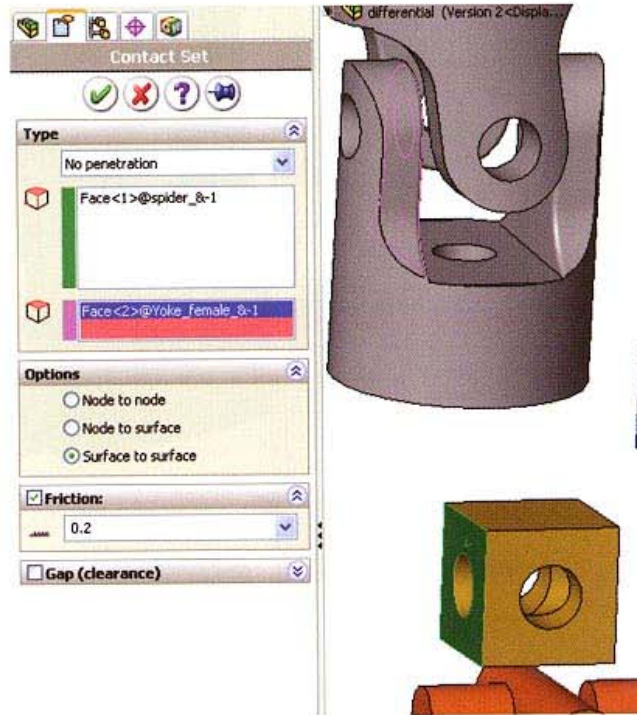 differential (Version 2<Displa...
Contact Set
?
Type
No penetration
Face<1>@spider_&-1
Face<2>@Yoke_female_&-1
Options
Node to node
Node to surface
Surface to surface
Friction:
0.2
Gap (clearance)